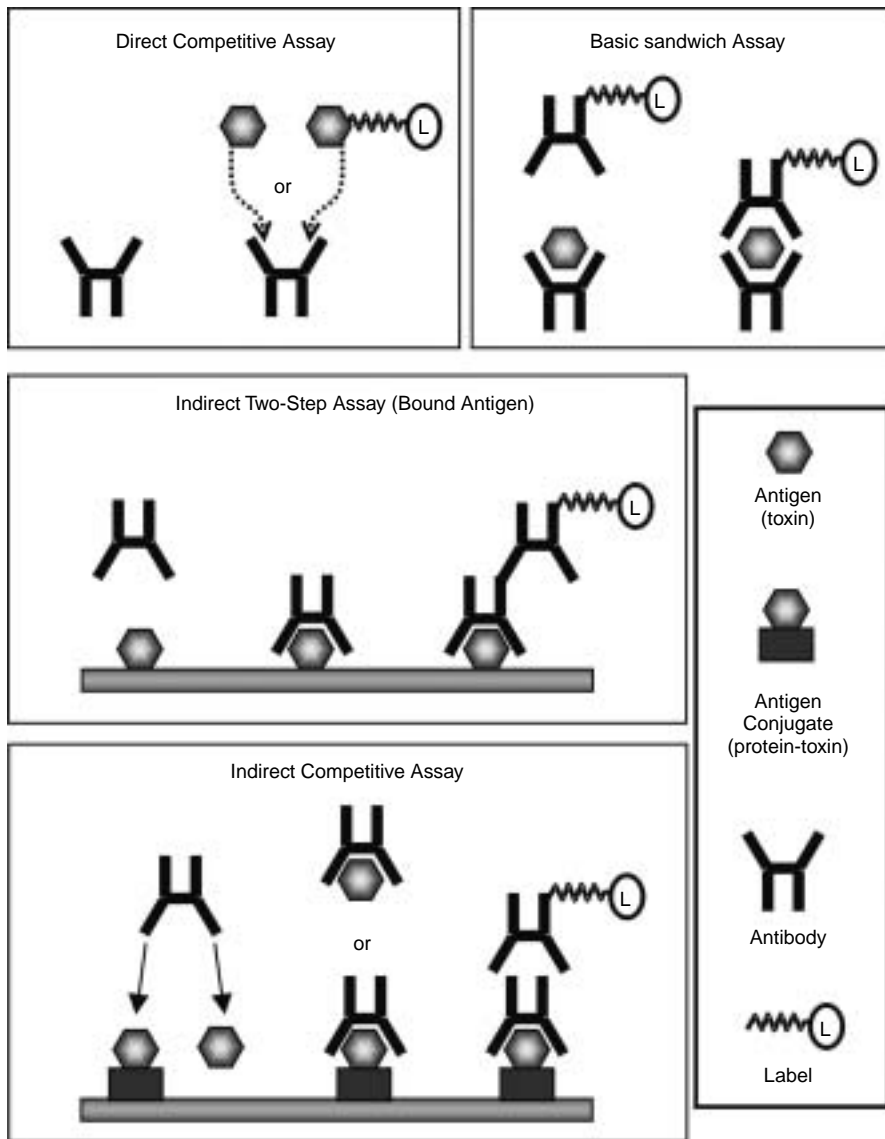 Direct Competitive Assay
L
or
Basic sandwich Assay
L
L
Indirect Two-Step Assay (Bound Antigen)
L
Indirect Competitive Assay
L
or
Antigen
(toxin)
Antigen
Conjugate
(protein-toxin)
Antibody
L
Label